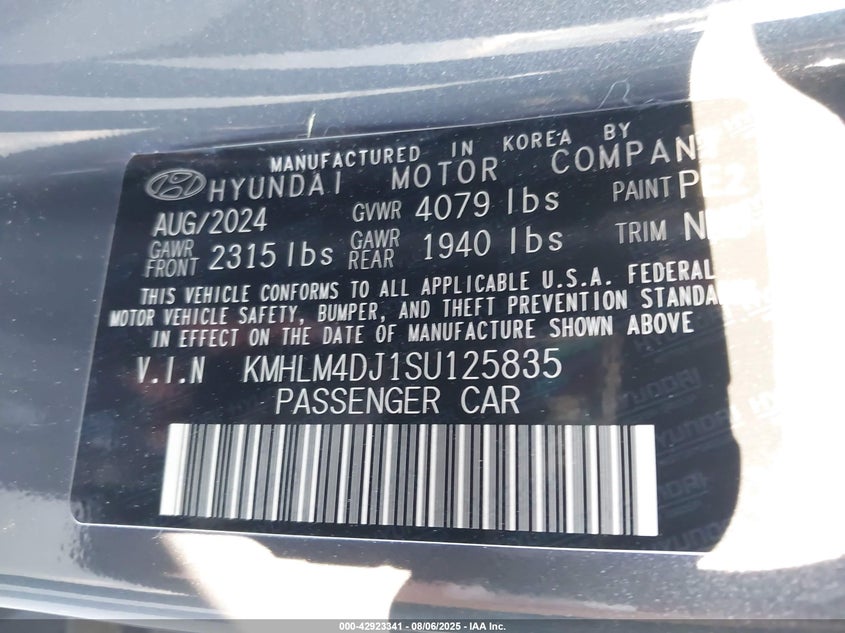 MANUFACTURED IN KOREA BY
HYUNDAI MOTOR COMPAN
AUG/2024 GVWR 4079 lbs PAINT
GAWR FRONT 2315 lbs GAWR REAR 1940 lbs TRIM
THIS VEHICLE CONFORMS TO ALL APPLICABLE U.S.A. FEDERAL
MOTOR VEHICLE SAFETY, BUMPER, AND THEFT PREVENTION STANDA
IN EFFECT ON THE DATE OF MANUFACTURE SHOWN ABOVE
V.I.N KMHLM4DJ1SU125835
PASSENGER CAR
000-42923341 - 08/06/2025 - IAA Inc.